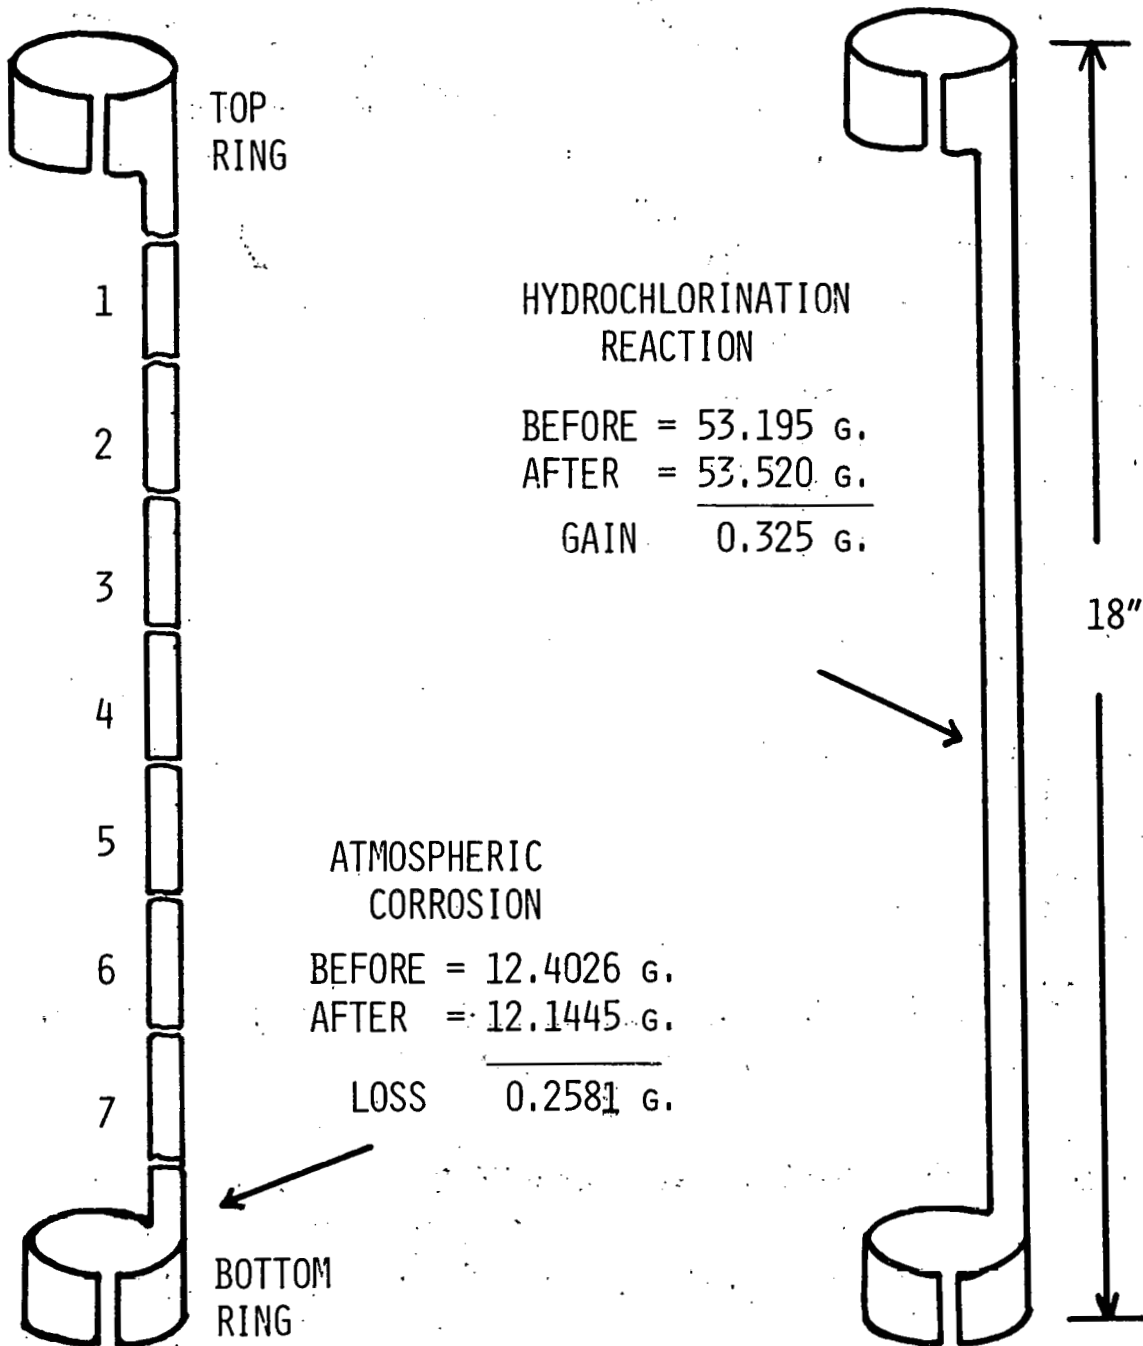 TOP
RING
1
2
3
4
5
6
7
HYDROCHLORINATION
REACTION
BEFORE = 53.195 G.
AFTER = 53.520 G.
GAIN 0.325 G.
18"
ATMOSPHERIC
CORROSION
BEFORE = 12.4026 G.
AFTER = 12.1445 G.
LOSS 0.2581 G.
BOTTOM
RING